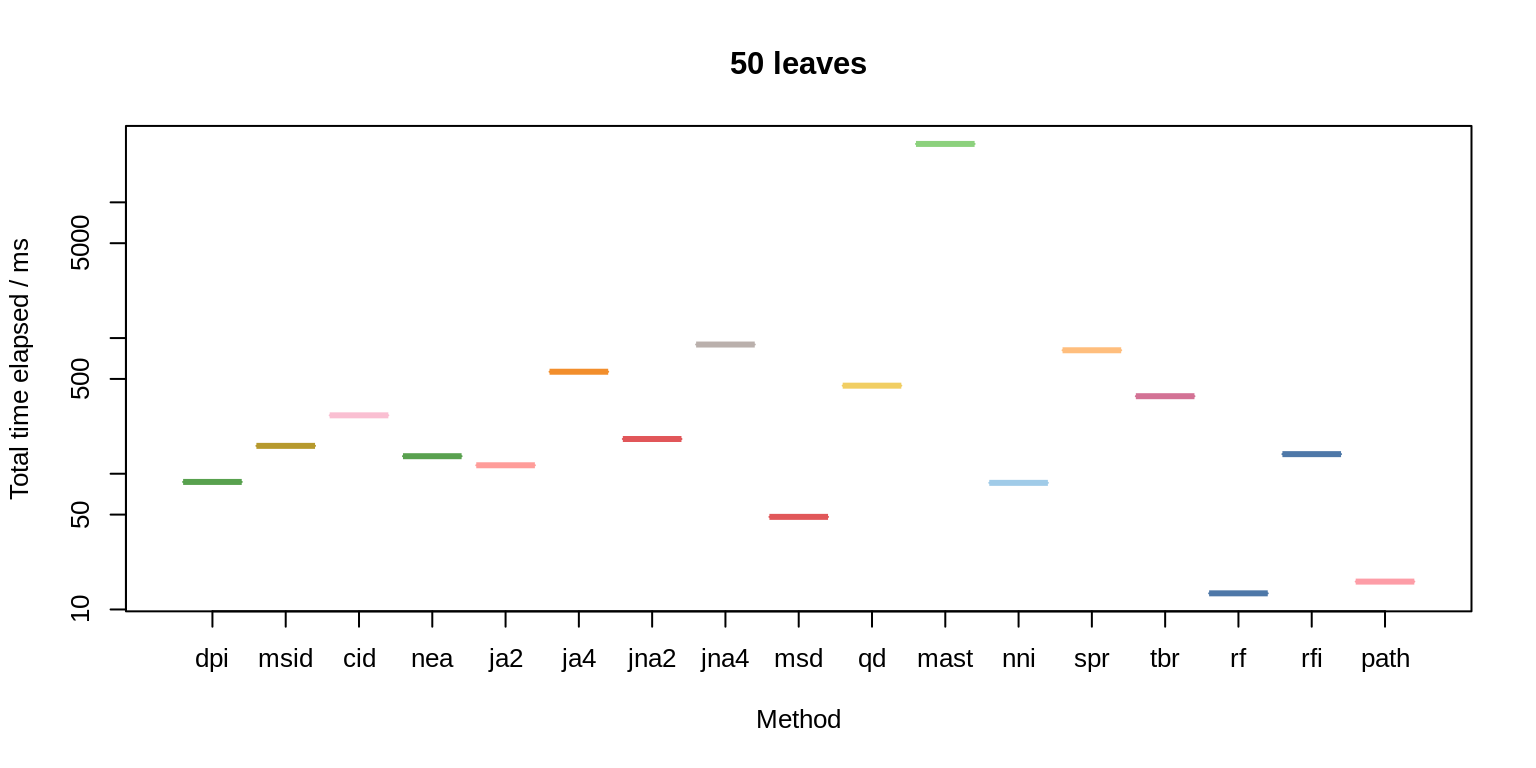 50 leaves
Total time elapsed / ms
5000
500
50
10
dpi msid cid nea ja2 ja4 jna2 jna4 msd qd mast nni spr tbr rf rfi path
Method